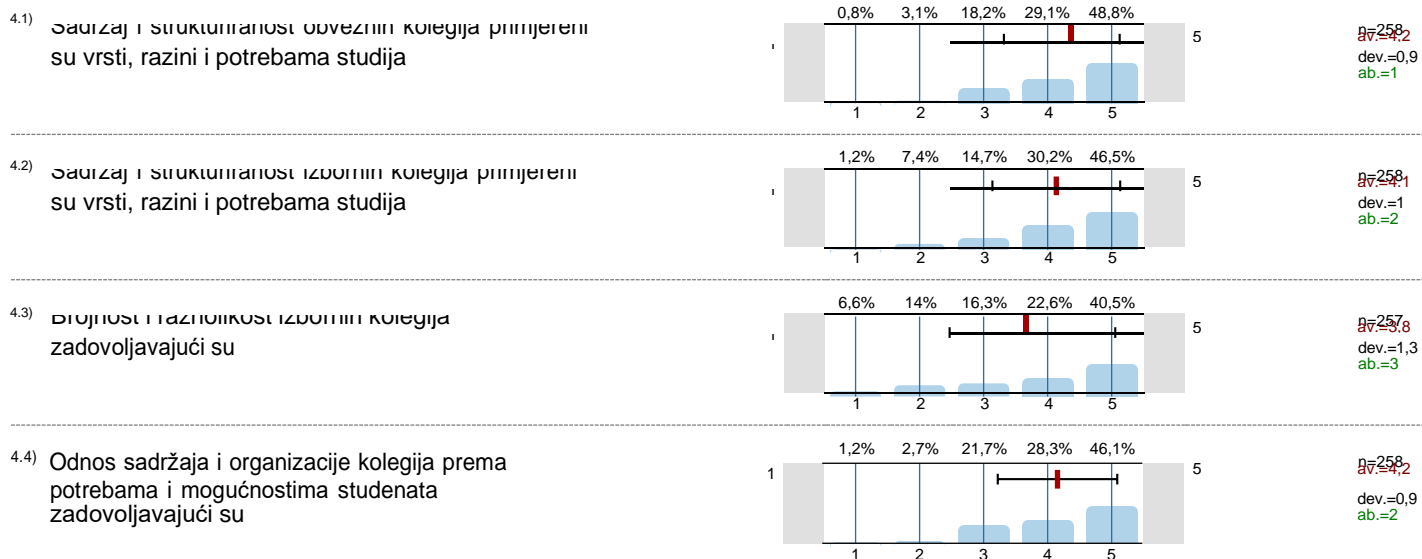 4.1) Sadržaj i strukturiranost obveznih kolegija primjereni
su vrsti, razini i potrebama studija
0,8% 3,1% 18,2% 29,1% 48,8%
5
n=258
av.=4,2
dev.=0,9
ab.=1
1 2 3 4 5
4.2) Sadržaj i strukturiranost izbornih kolegija primjereni
su vrsti, razini i potrebama studija
1,2% 7,4% 14,7% 30,2% 46,5%
5
n=258
av.=4.1
dev.=1
ab.=2
1 2 3 4 5
4.3) Brojnost i raznolikost izbornih kolegija
zadovoljavajući su
6,6% 14% 16,3% 22,6% 40,5%
5
n=257
av.=3,8
dev.=1,3
ab.=3
1 2 3 4 5
4.4) Odnos sadržaja i organizacije kolegija prema
potrebama i mogućnostima studenata
zadovoljavajući su
1,2% 2,7% 21,7% 28,3% 46,1%
1 5
n=258
av.=4,2
dev.=0,9
ab.=2
1 2 3 4 5